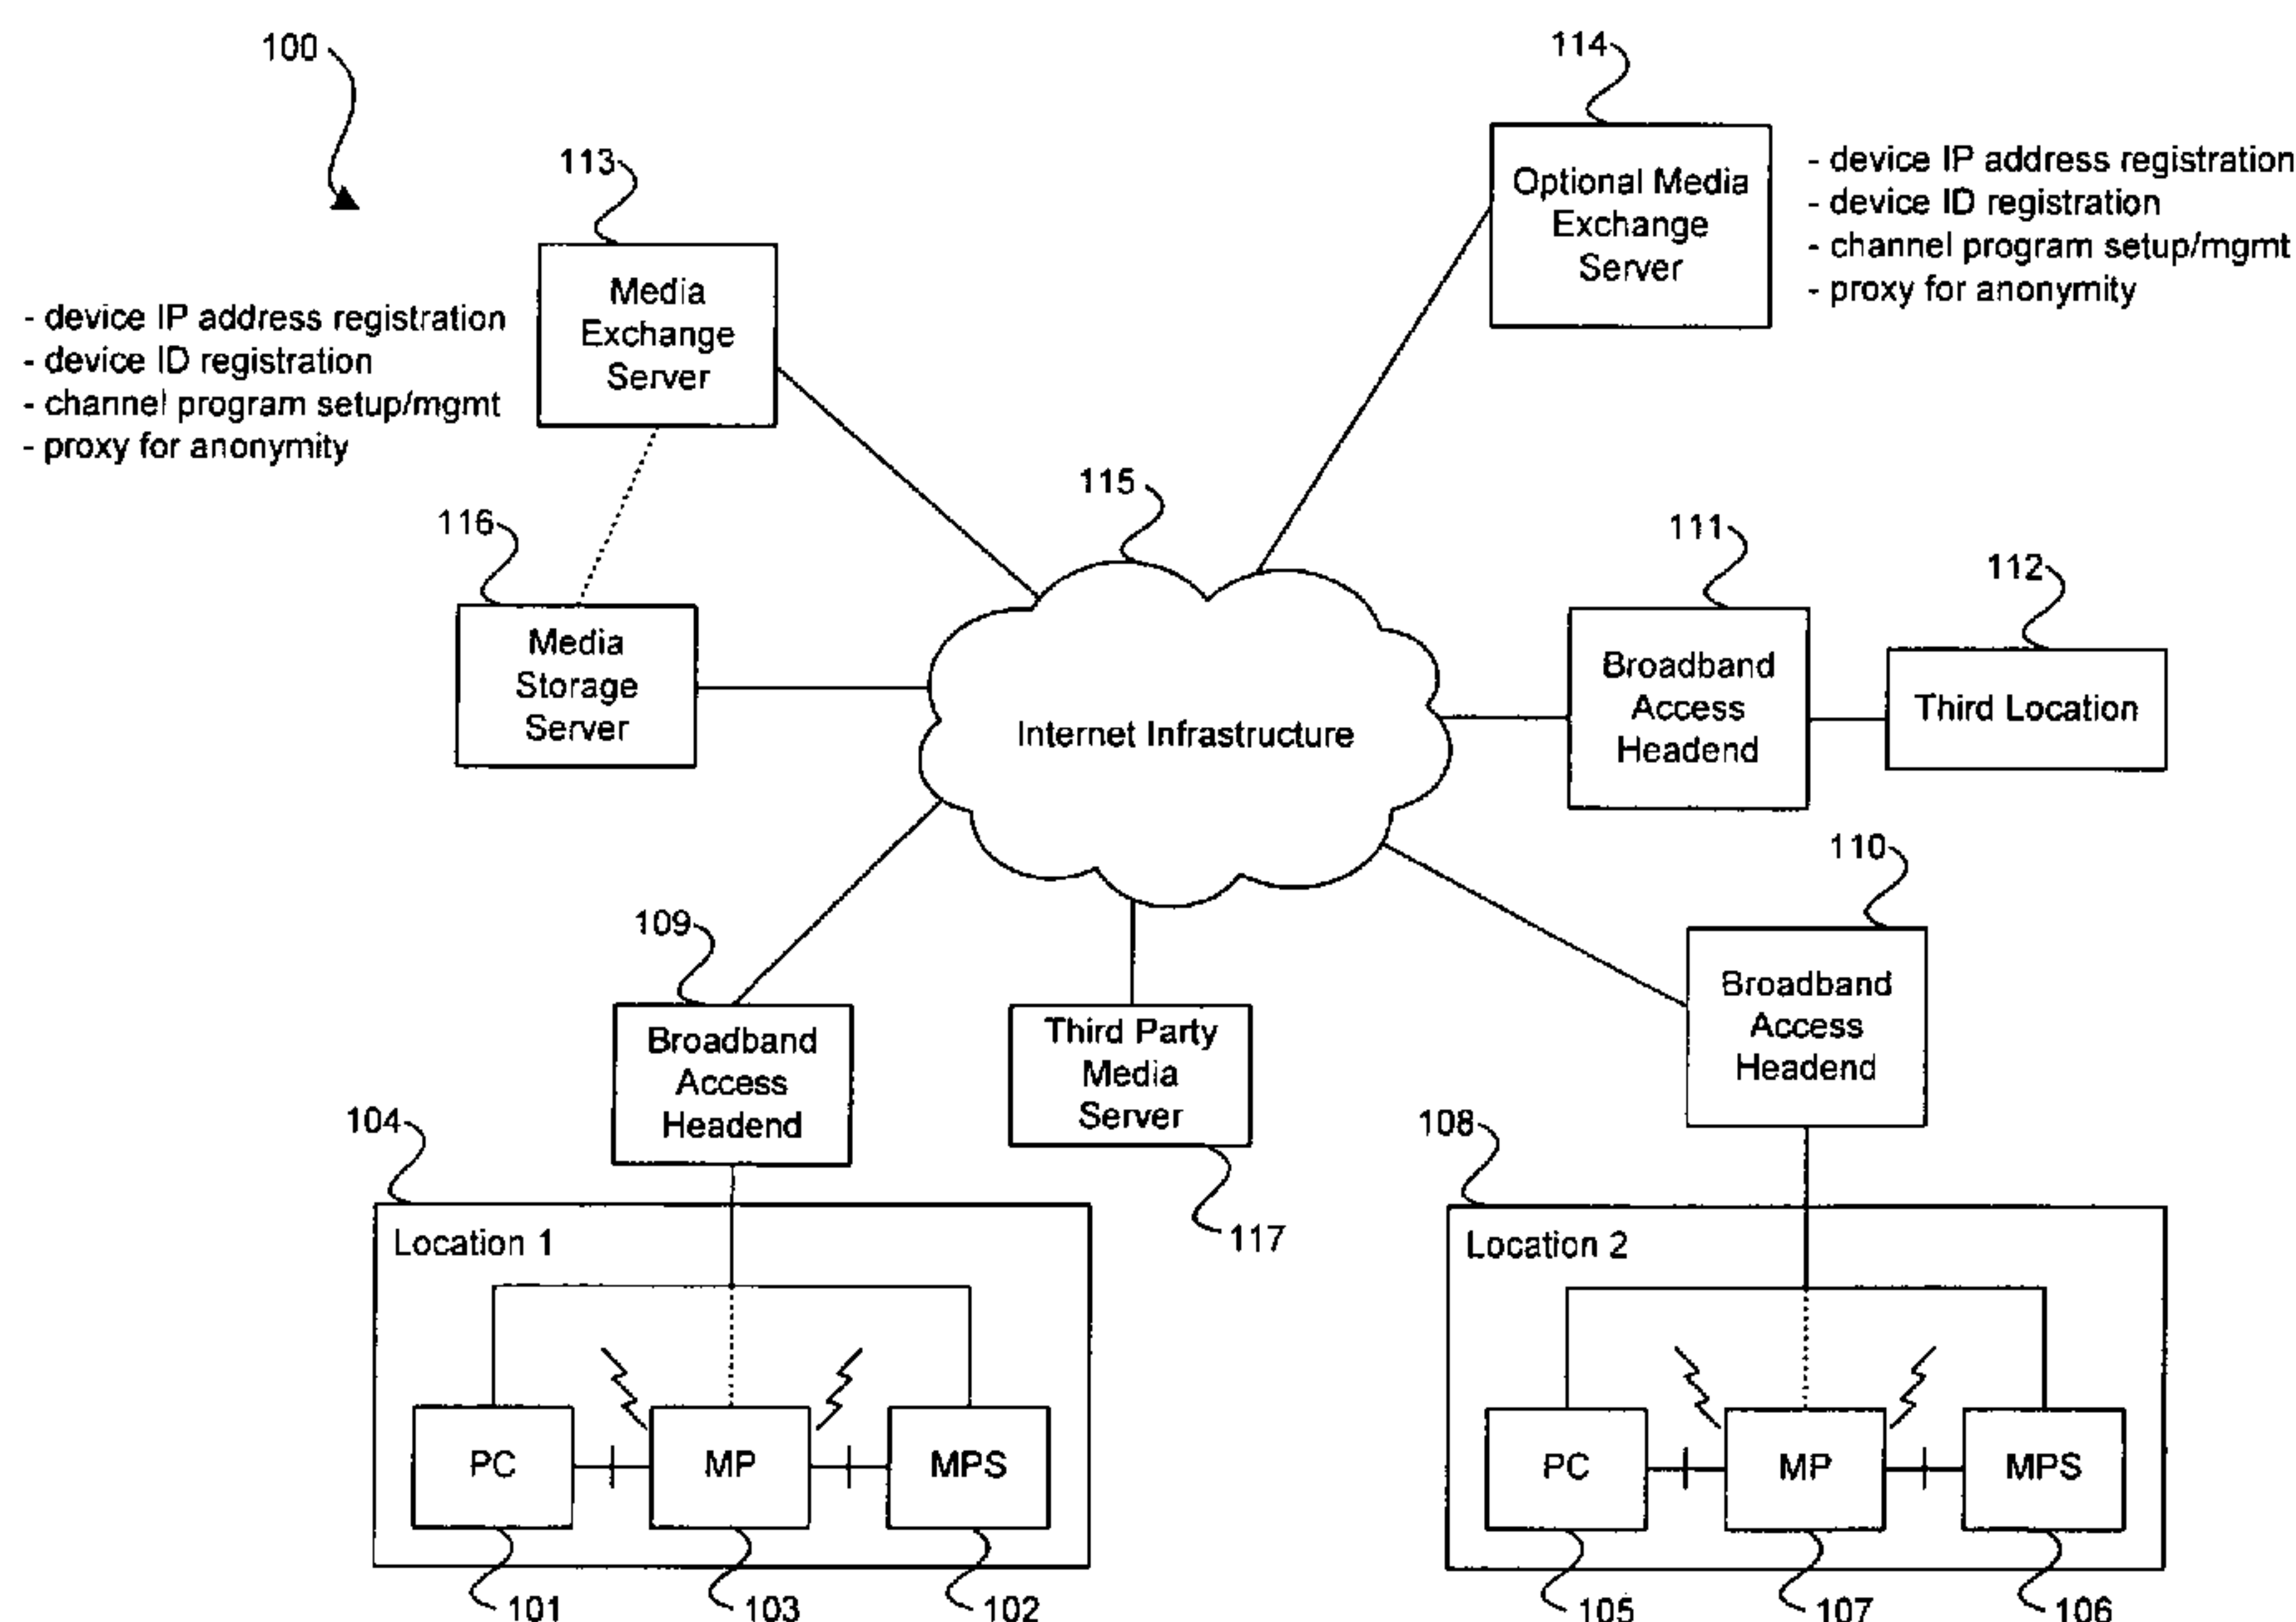 100
114
113
Optional Media
Exchange
Server
- device IP address registration
- device ID registration
- channel program setup/mgmt
- proxy for anonymity
Media
Exchange
Server
- device IP address registration
- device ID registration
- channel program setup/mgmt
- proxy for anonymity
115
116
111
112
Media
Storage
Server
Internet Infrastructure
Broadband
Access
Headend
Third Location
110
109
Broadband
Access
Headend
Third Party
Media
Server
Broadband
Access
Headend
104
108
117
Location 1
Location 2
PC
MP
MPS
PC
MP
MPS
101
103
102
105
107
106